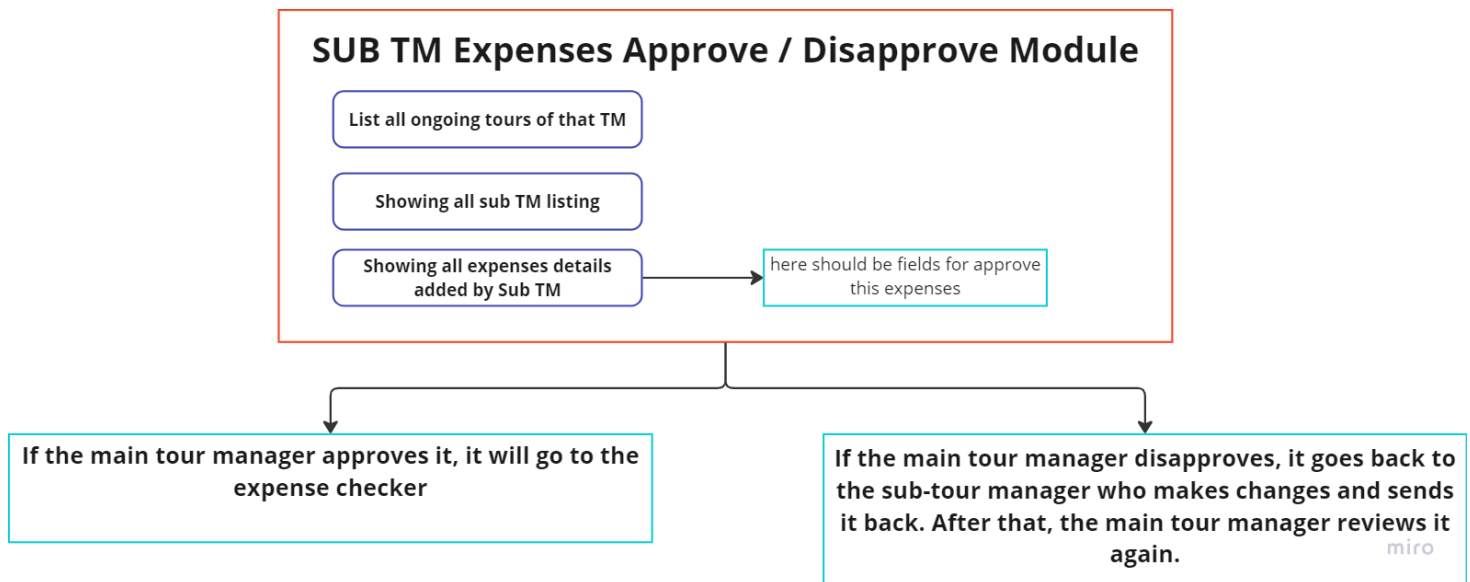 SUB TM Expenses Approve / Disapprove Module
List all ongoing tours of that TM
Showing all sub TM listing
Showing all expenses details
added by Sub TM
here should be fields for approve
this expenses
If the main tour manager approves it, it will go to the
expense checker
If the main tour manager disapproves, it goes back to
the sub-tour manager who makes changes and sends
it back. After that, the main tour manager reviews it
again.
miro